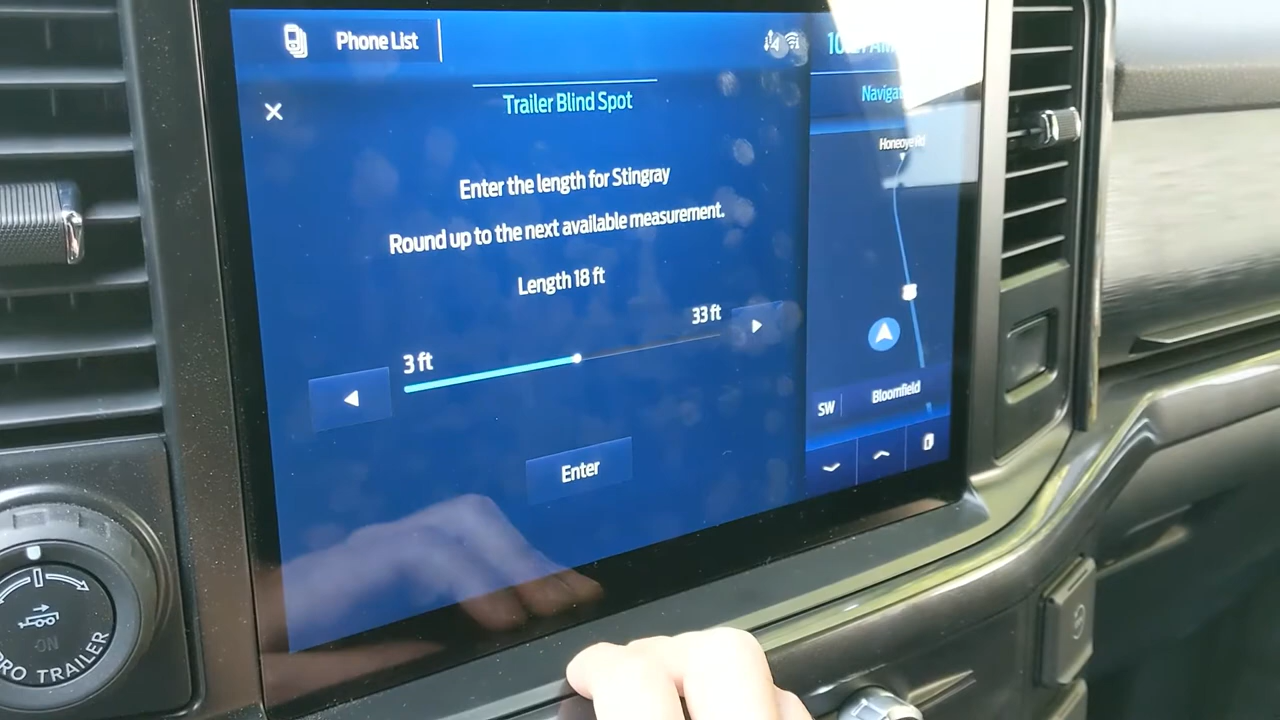 Phone List
Trailer Blind Spot
Enter the length for Stingray
Round up to the next available measurement.
Length 18 ft
3 ft
33 ft
Enter
Honeoye Rd
SW
Bloomfield
ON
PRO TRAILER